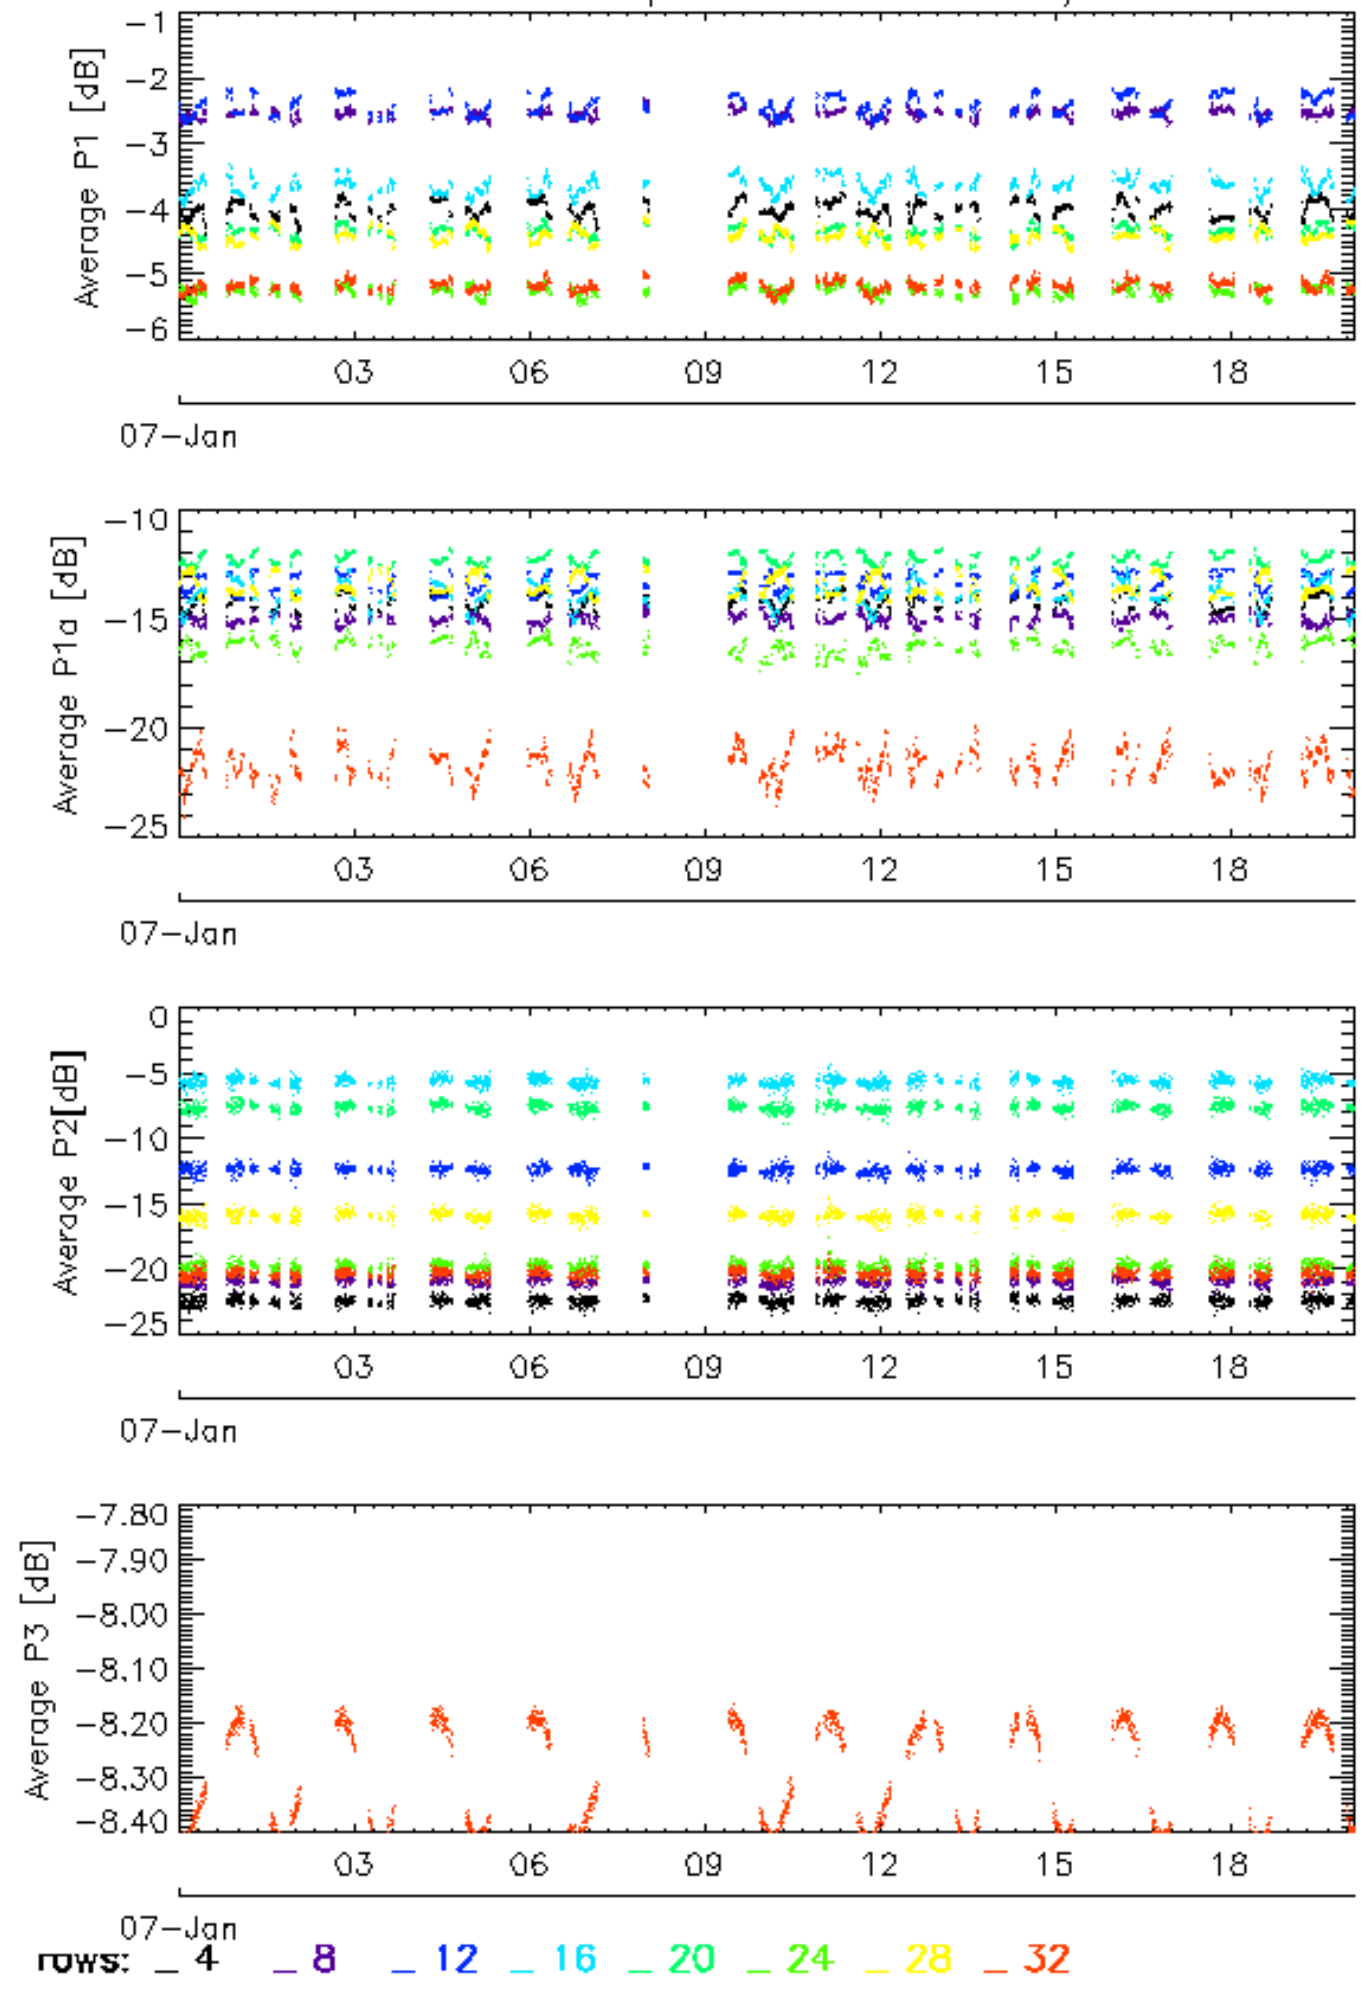 Average P1 [dB]
−1
−2
−3
−4
−5
−6
03 06 09 12 15 18
07−Jan
Average P1a [dB]
−10
−15
−20
−25
03 06 09 12 15 18
07−Jan
Average P2[dB]
0
−5
−10
−15
−20
−25
03 06 09 12 15 18
07−Jan
Average P3 [dB]
−7.80
−7.90
−8.00
−8.10
−8.20
−8.30
−8.40
03 06 09 12 15 18
07−Jan
rows: _ 4 _ 8 _ 12 _ 16 _ 20 _ 24 _ 28 _ 32